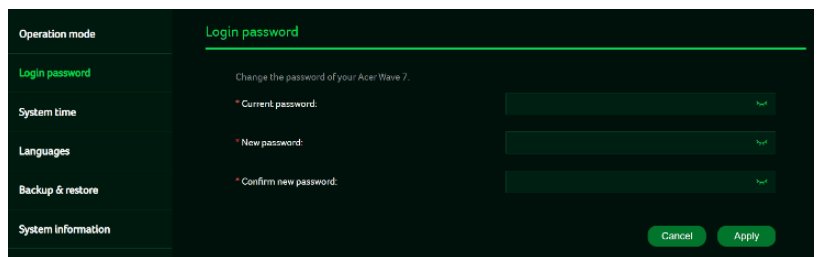 Operation mode
Login password
System time
Languages
Backup & restore
System information
Login password
Change the password of your Acer Wave 7.
* Current password:
* New password:
* Confirm new password:
Cancel Apply